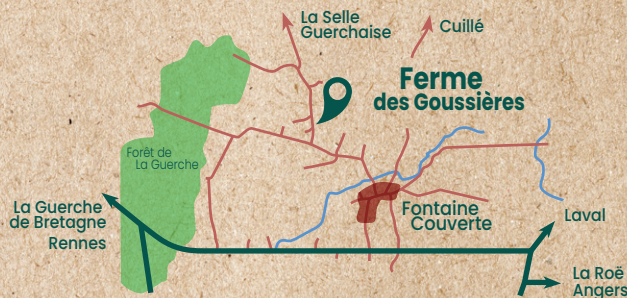 La Selle
Guerchaise
Cuillé
Ferme
des Goussières
Forêt de
La Guerche
La Guerche
de Bretagne
Rennes
Fontaine
Couverte
Laval
La Roë
Angers